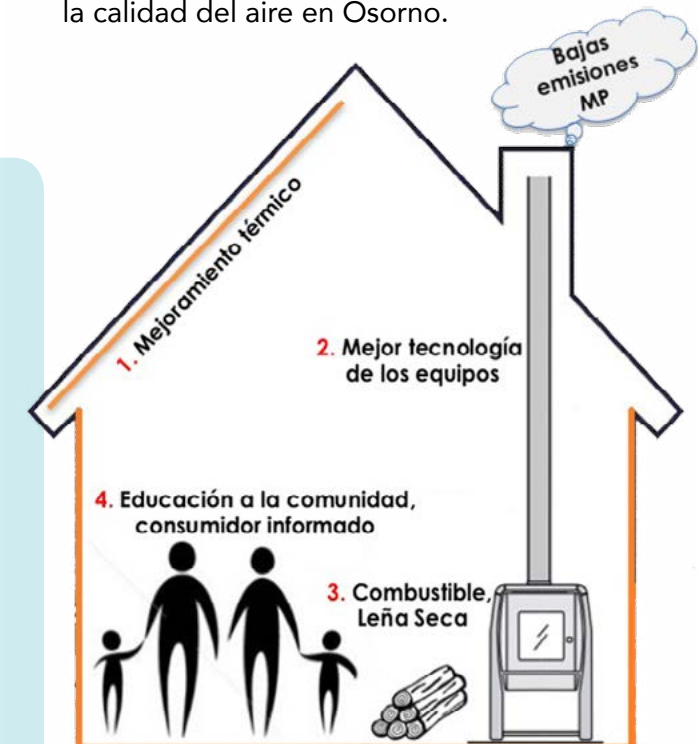 la calidad del aire en Osorno.
Bajas
emisiones
MP
1. Mejoramiento térmico
2. Mejor tecnología
de los equipos
4. Educación a la comunidad,
consumidor informado
3. Combustible,
Leña Seca